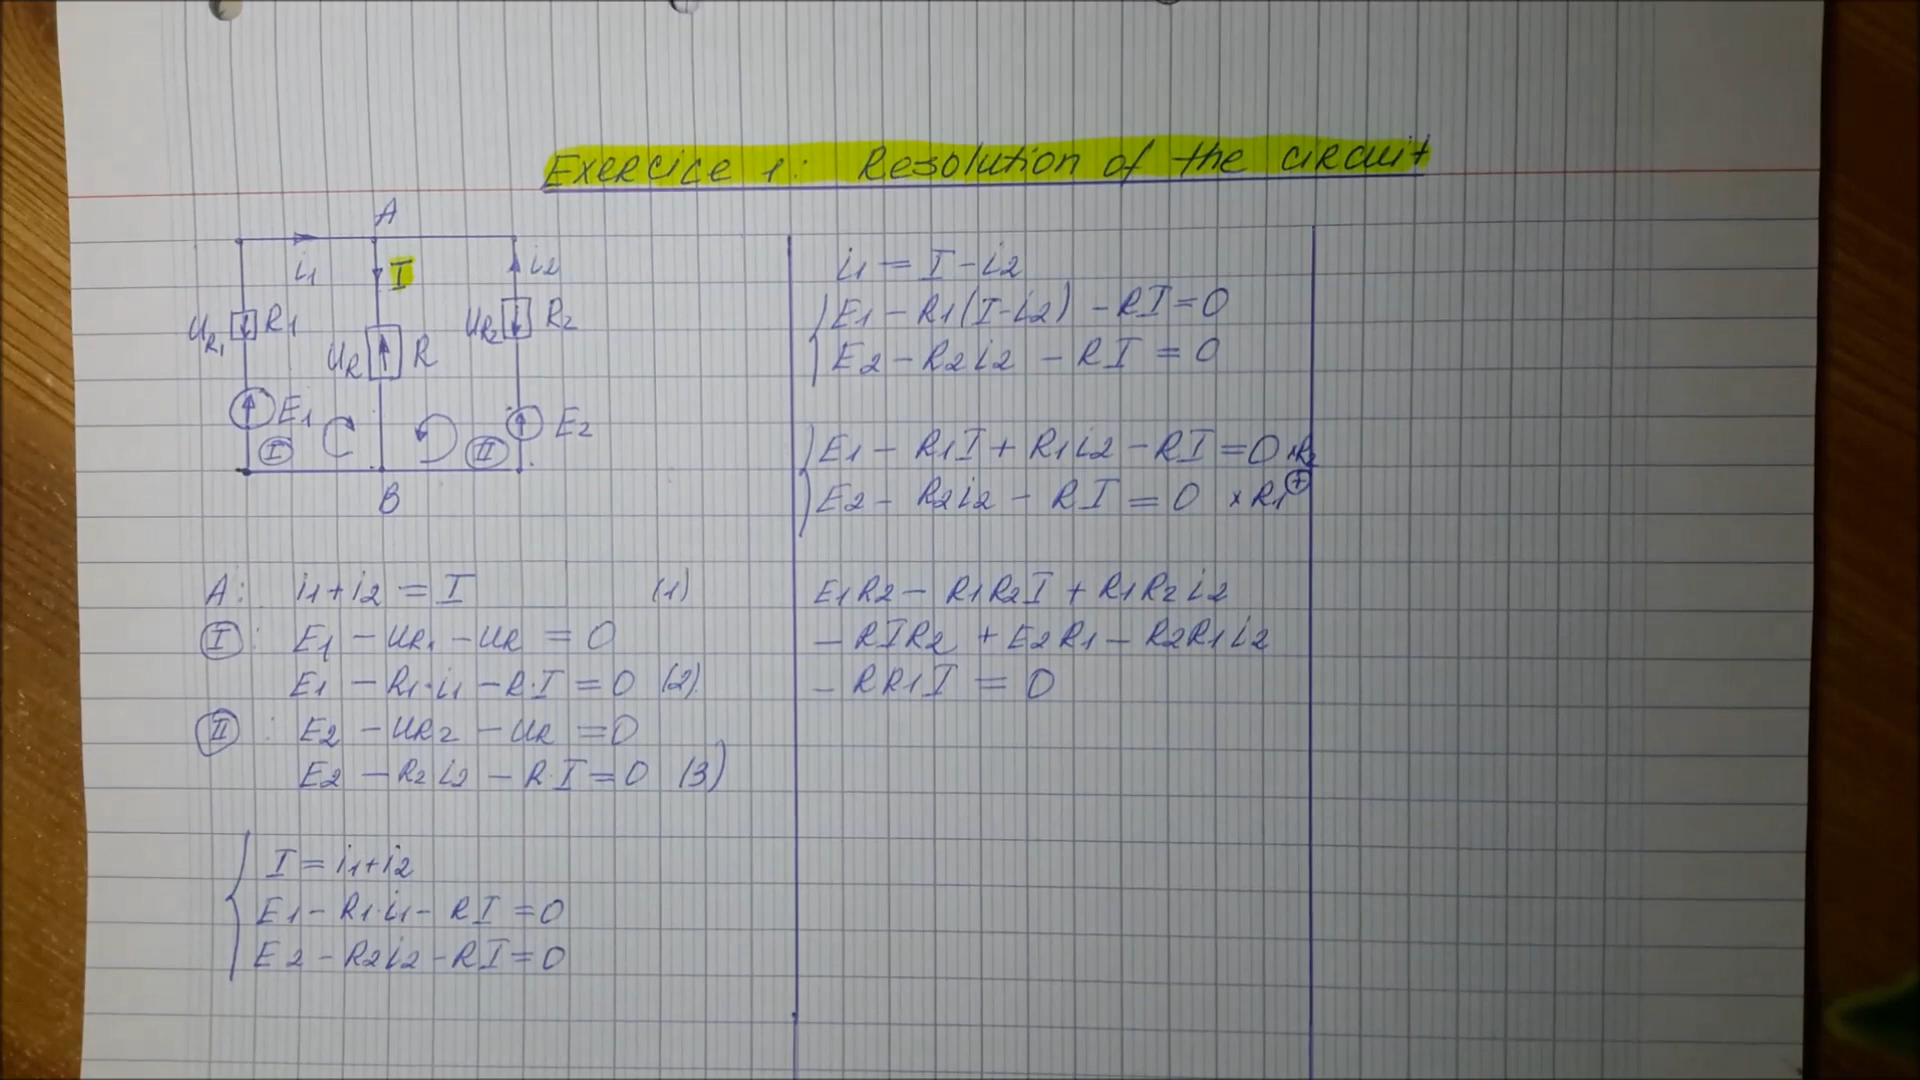 Exercice 1: Resolution of the circuit
A
i1
I
i2
UR1
R1
UR2
R2
UR
R
E1
E2
I
II
B
A: i1+i2 = I (1)
I : E1 - UR1 - UR = 0
E1 - R1·i1 - R·I = 0 (2)
II : E2 - UR2 - UR = 0
E2 - R2 i2 - R·I = 0 (3)
I = i1+i2
E1 - R1·i1 - RI = 0
E2 - R2i2 - RI = 0
i1 = I - i2
E1 - R1(I-i2) - RI = 0
E2 - R2i2 - RI = 0
E1 - R1I + R1i2 - RI = 0 ×R2
E2 - R2i2 - RI = 0 ×R1 +
E1R2 - R1R2I + R1R2i2
- RIR2 + E2R1 - R2R1i2
- RR1I = 0